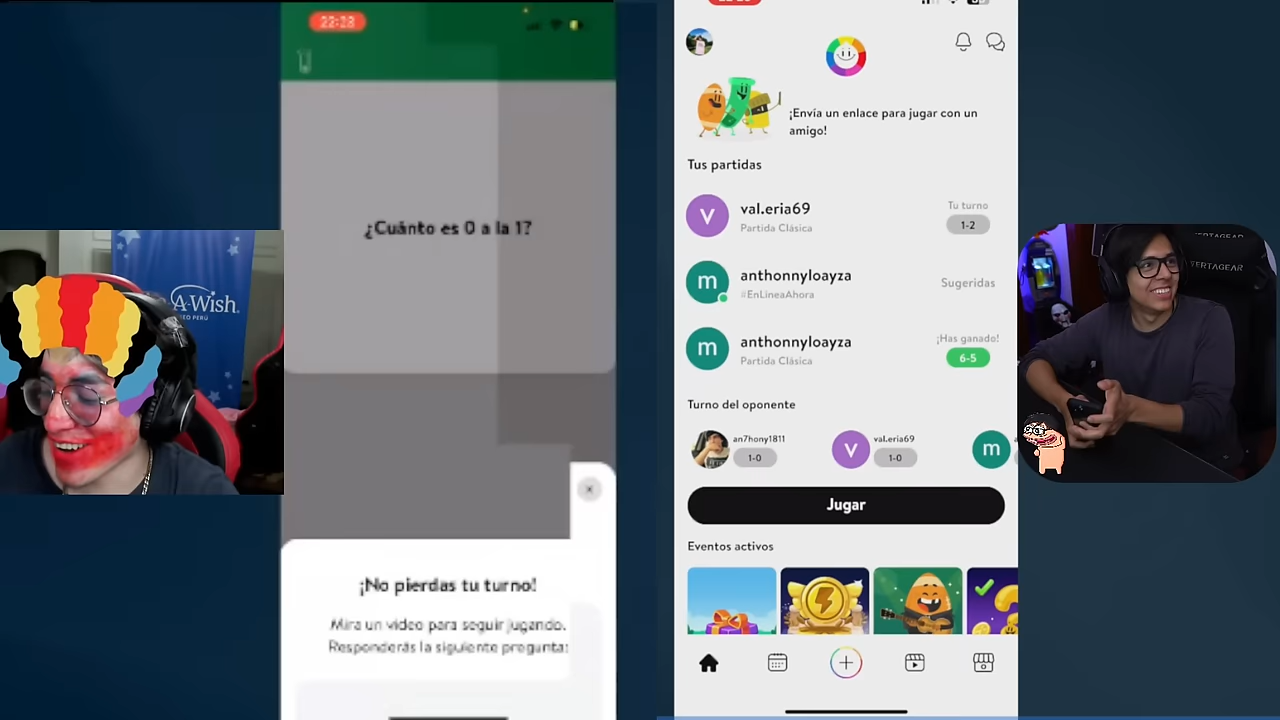 22:28
¿Cuánto es 0 a la 1?
¡No pierdas tu turno!
Mira un video para seguir jugando.
Responderás la siguiente pregunta:
A-Wish
PERÚ
¡Envía un enlace para jugar con un
amigo!
Tus partidas
V
val.eria69
Partida Clásica
Tu turno
1-2
m
anthonnyloayza
#EnLíneaAhora
Sugeridas
m
anthonnyloayza
Partida Clásica
¡Has ganado!
6-5
Turno del oponente
an7hony1811
1-0
V
val.eria69
1-0
m
Jugar
Eventos activos
VERTAGEAR